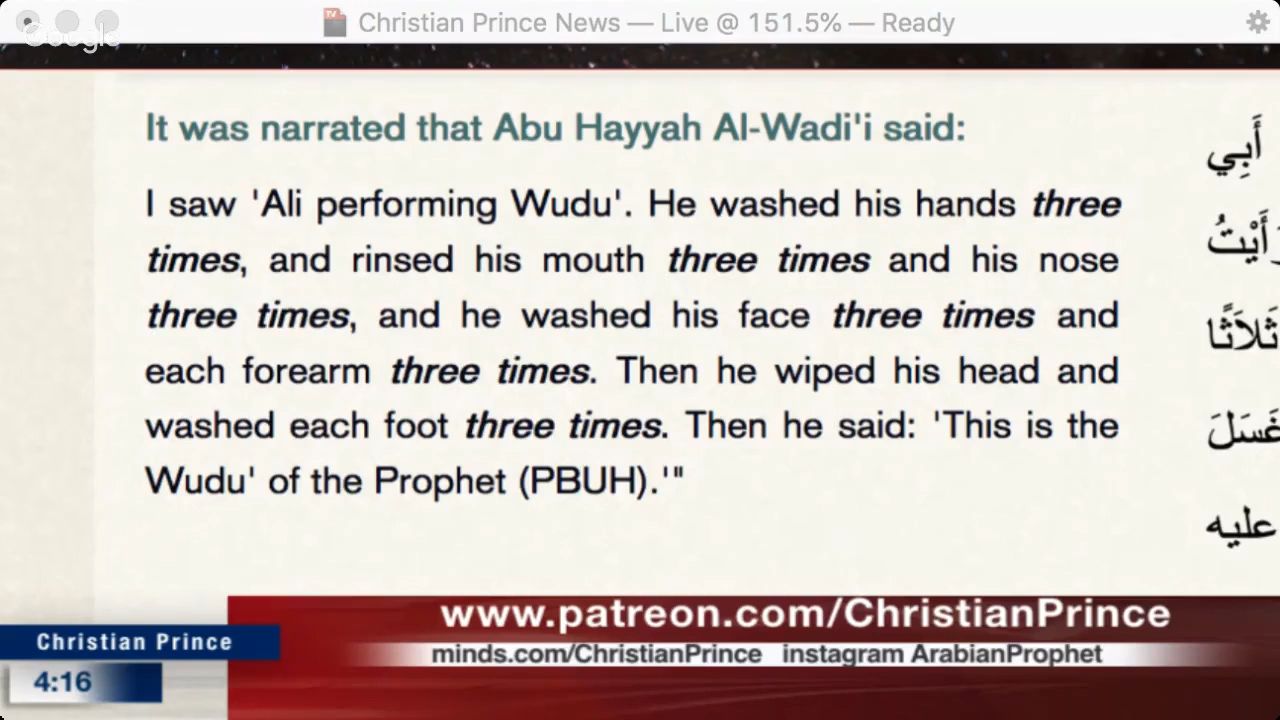 Christian Prince News — Live @ 151.5% — Ready
Google
It was narrated that Abu Hayyah Al-Wadi'i said:
I saw 'Ali performing Wudu'. He washed his hands three
times, and rinsed his mouth three times and his nose
three times, and he washed his face three times and
each forearm three times. Then he wiped his head and
washed each foot three times. Then he said: 'This is the
Wudu' of the Prophet (PBUH).'"
أَبِي
ثَلاَثًا
عليه
www.patreon.com/ChristianPrince
Christian Prince
minds.com/ChristianPrince instagram ArabianProphet
4:16